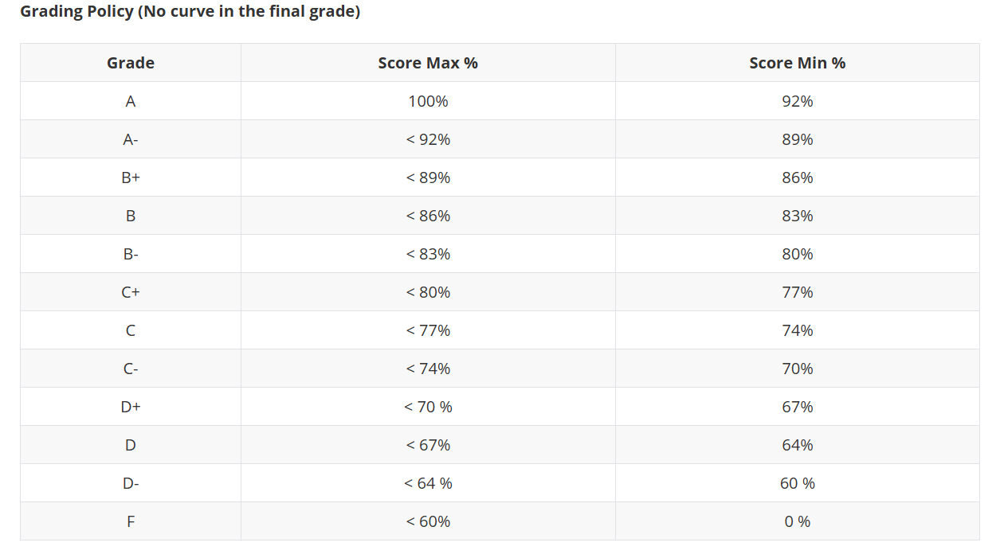 Grading Policy (No curve in the final grade)
Grade Score Max % Score Min %
A 100% 92%
A- < 92% 89%
B+ < 89% 86%
B < 86% 83%
B- < 83% 80%
C+ < 80% 77%
C < 77% 74%
C- < 74% 70%
D+ < 70 % 67%
D < 67% 64%
D- < 64 % 60 %
F < 60% 0 %